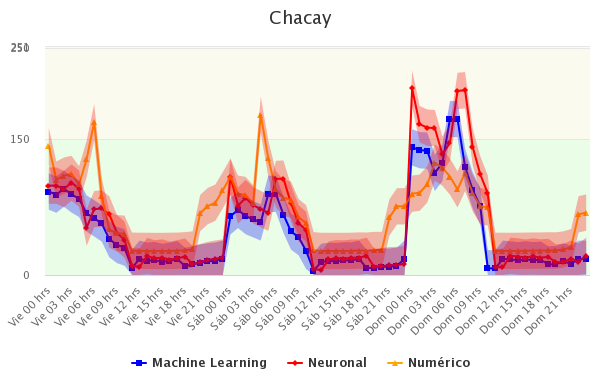 Chacay
250
150
0
Vie 00 hrs
Vie 03 hrs
Vie 06 hrs
Vie 09 hrs
Vie 12 hrs
Vie 15 hrs
Vie 18 hrs
Vie 21 hrs
Sáb 00 hrs
Sáb 03 hrs
Sáb 06 hrs
Sáb 09 hrs
Sáb 12 hrs
Sáb 15 hrs
Sáb 18 hrs
Sáb 21 hrs
Dom 00 hrs
Dom 03 hrs
Dom 06 hrs
Dom 09 hrs
Dom 12 hrs
Dom 15 hrs
Dom 18 hrs
Dom 21 hrs
Machine Learning Neuronal Numérico